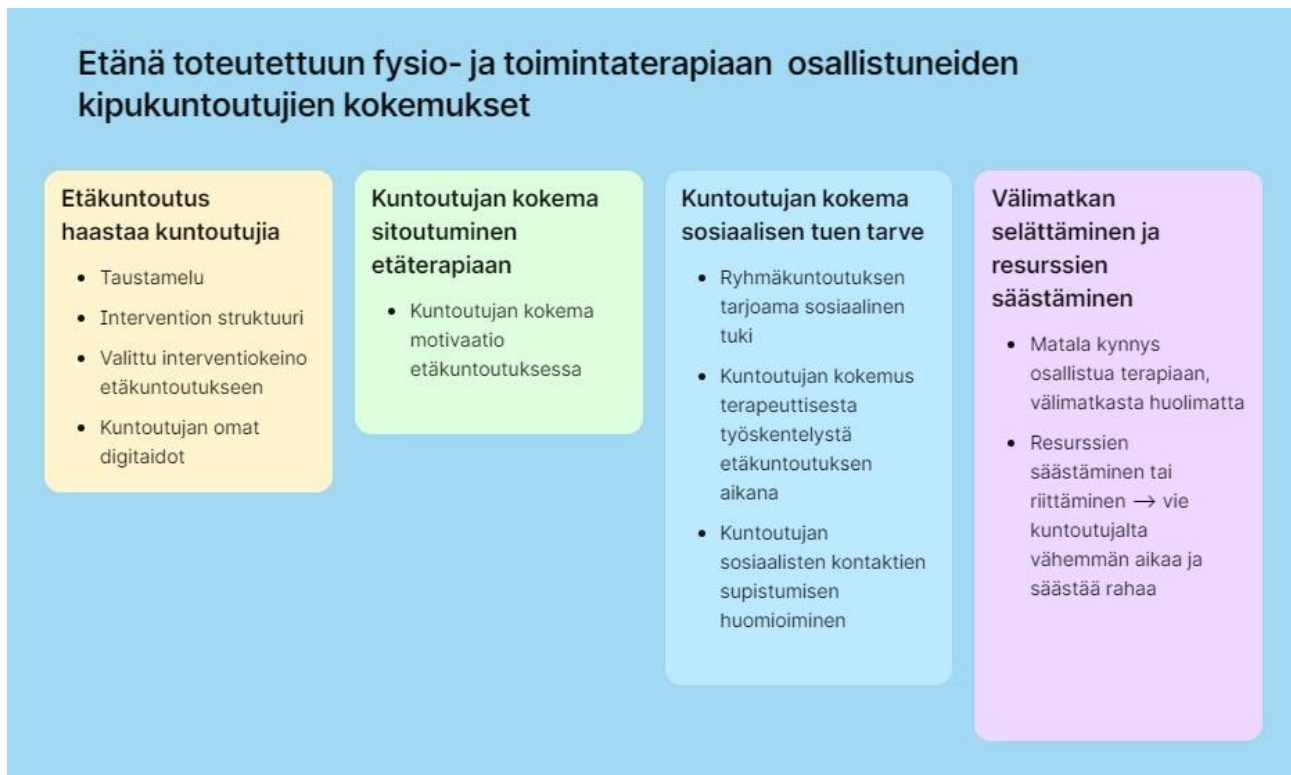 Etänä toteutettuun fysio- ja toimintaterapiaan osallistuneiden
kipukuntoutujien kokemukset
Etäkuntoutus
haastaa kuntoutujia
• Taustamelu
• Intervention struktuuri
• Valittu interventiokeino
etäkuntoutukseen
• Kuntoutujan omat
digitaidot
Kuntoutujan kokema
sitoutuminen
etäterapiaan
• Kuntoutujan kokema
motivaatio
etäkuntoutuksessa
Kuntoutujan kokema
sosiaalisen tuen tarve
• Ryhmäkuntoutuksen
tarjoama sosiaalinen
tuki
• Kuntoutujan kokemus
terapeuttisesta
työskentelystä
etäkuntoutuksen
aikana
• Kuntoutujan
sosiaalisten kontaktien
supistumisen
huomioiminen
Välimatkan
selättäminen ja
resurssien
säästäminen
• Matala kynnys
osallistua terapiaan,
välimatkasta huolimatta
• Resurssien
säästäminen tai
riittäminen → vie
kuntoutujalta
vähemmän aikaa ja
säästää rahaa